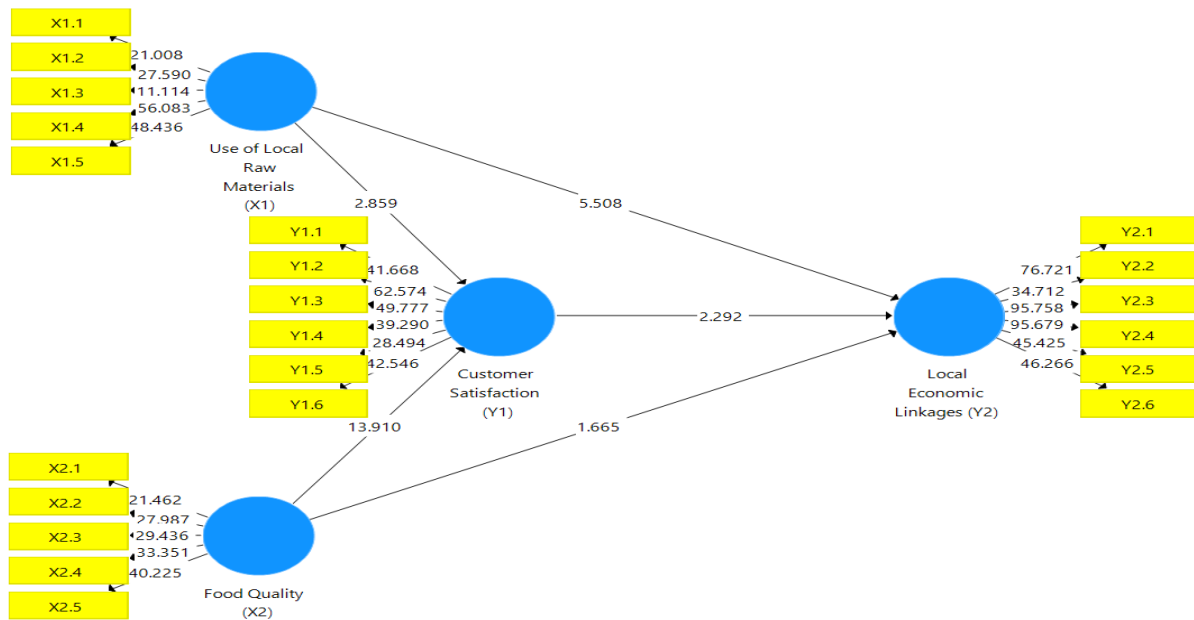 X1.1
X1.2
X1.3
X1.4
X1.5
21.008
27.590
11.114
56.083
48.436
Use of Local
Raw
Materials
(X1)
2.859
5.508
Y1.1
Y1.2
Y1.3
Y1.4
Y1.5
Y1.6
41.668
62.574
49.777
39.290
28.494
42.546
Customer
Satisfaction
(Y1)
2.292
Y2.1
Y2.2
Y2.3
Y2.4
Y2.5
Y2.6
76.721
34.712
95.758
95.679
45.425
46.266
Local
Economic
Linkages (Y2)
13.910
1.665
X2.1
X2.2
X2.3
X2.4
X2.5
21.462
27.987
29.436
33.351
40.225
Food Quality
(X2)